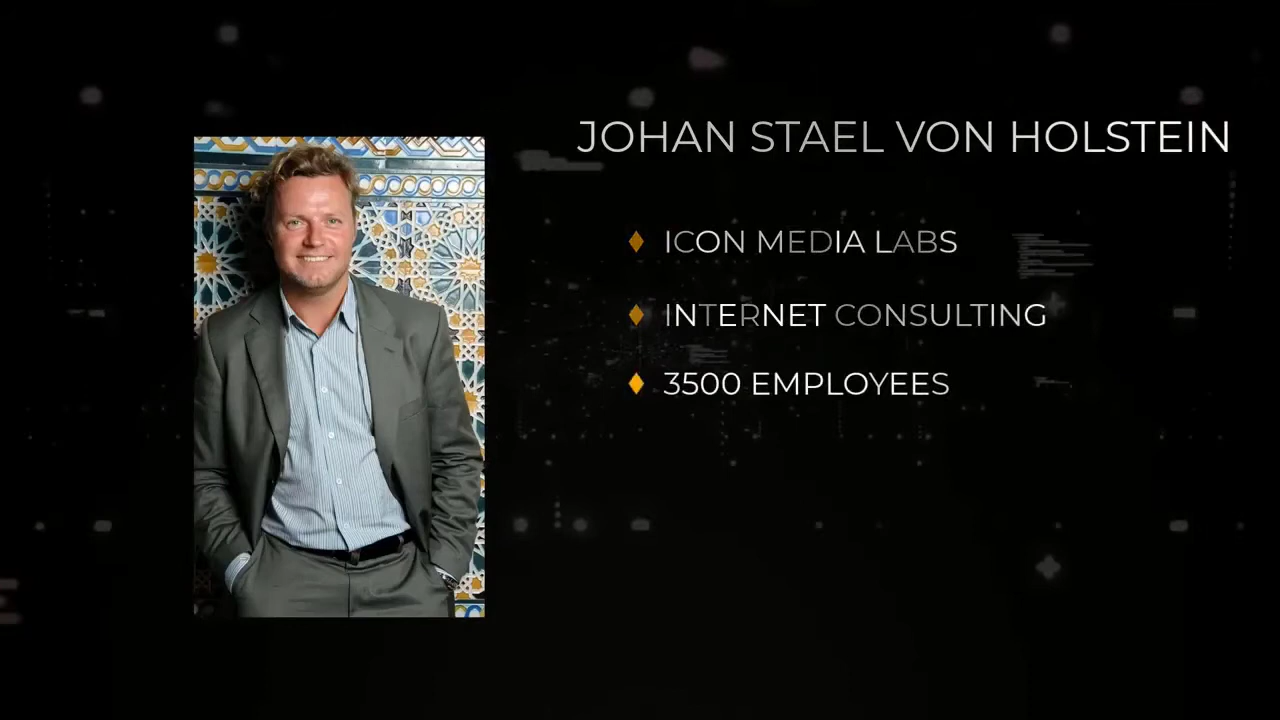 JOHAN STAEL VON HOLSTEIN
ICON MEDIA LABS
INTERNET CONSULTING
3500 EMPLOYEES